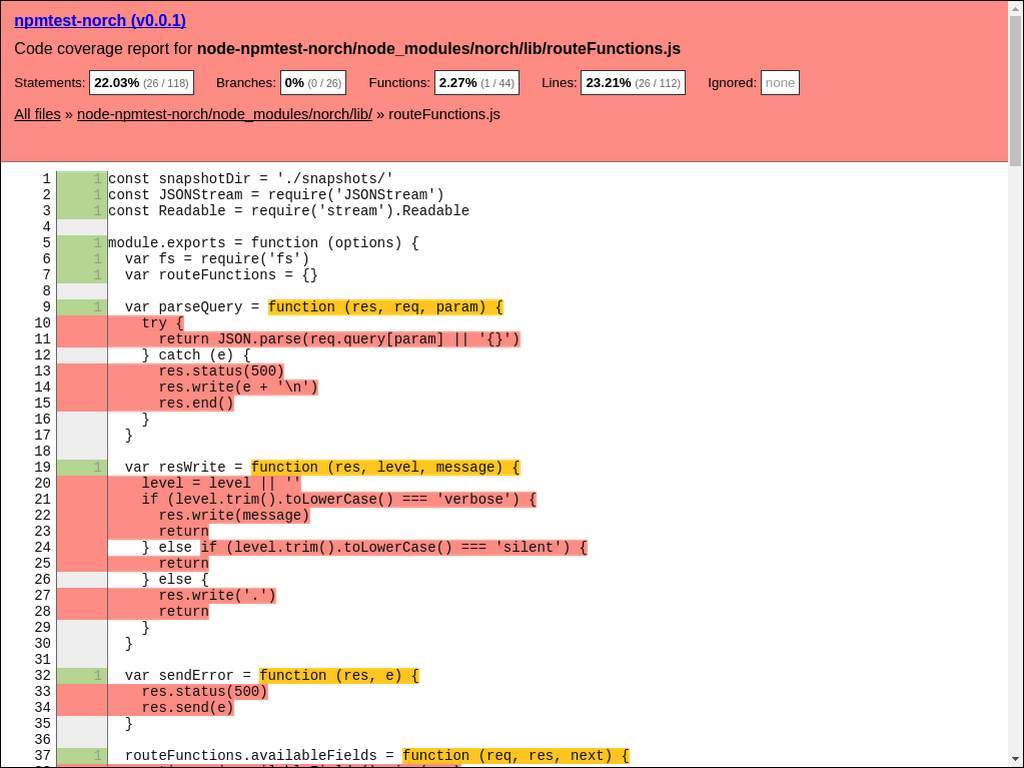 npmtest-norch (v0.0.1)
Code coverage report for node-npmtest-norch/node_modules/norch/lib/routeFunctions.js
Statements: 22.03% (26 / 118) Branches: 0% (0 / 26) Functions: 2.27% (1 / 44) Lines: 23.21% (26 / 112) Ignored: none
All files » node-npmtest-norch/node_modules/norch/lib/ » routeFunctions.js
1 1 const snapshotDir = './snapshots/'
2 1 const JSONStream = require('JSONStream')
3 1 const Readable = require('stream').Readable
4
5 1 module.exports = function (options) {
6 1   var fs = require('fs')
7 1   var routeFunctions = {}
8
9 1   var parseQuery = function (res, req, param) {
10     try {
11       return JSON.parse(req.query[param] || '{}')
12     } catch (e) {
13       res.status(500)
14       res.write(e + '\n')
15       res.end()
16     }
17   }
18
19 1   var resWrite = function (res, level, message) {
20     level = level || ''
21     if (level.trim().toLowerCase() === 'verbose') {
22       res.write(message)
23       return
24     } else if (level.trim().toLowerCase() === 'silent') {
25       return
26     } else {
27       res.write('.')
28       return
29     }
30   }
31
32 1   var sendError = function (res, e) {
33     res.status(500)
34     res.send(e)
35   }
36
37 1   routeFunctions.availableFields = function (req, res, next) {